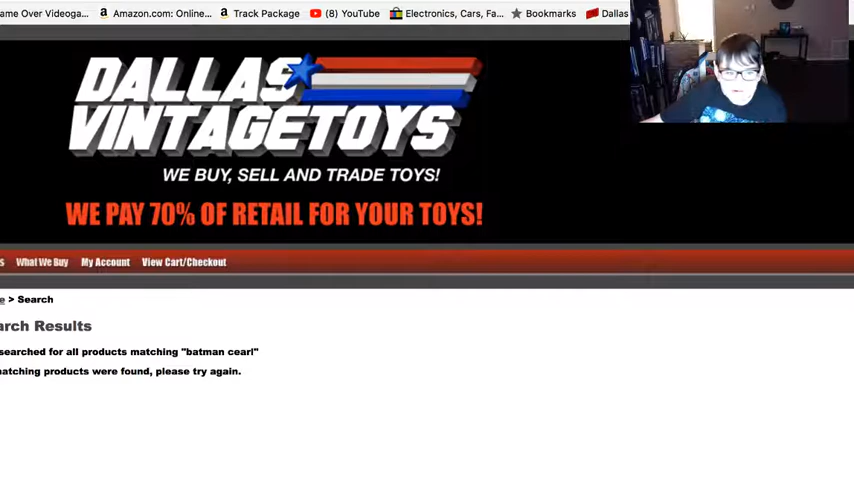 ame Over Videoga... Amazon.com: Online... Track Package (8) YouTube Electronics, Cars, Fa... Bookmarks Dallas
DALLAS
VINTAGETOYS
WE BUY, SELL AND TRADE TOYS!
WE PAY 70% OF RETAIL FOR YOUR TOYS!
s What We Buy My Account View Cart/Checkout
e > Search
arch Results
searched for all products matching "batman cearl"
natching products were found, please try again.